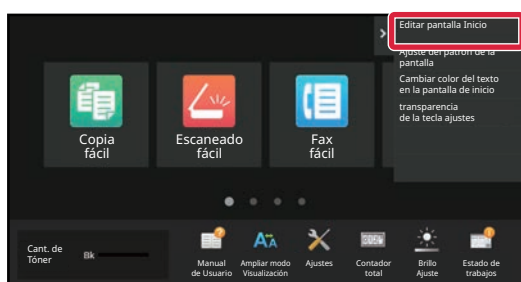 Editar pantalla Inicio
Ajuste del patrón de la
pantalla
Cambiar color del texto
en la pantalla de inicio
transparencia
de la tecla ajustes
Copia
fácil
Escaneado
fácil
Fax
fácil
Cant. de
Tóner
Bk
Manual
de Usuario
Ampliar modo
Visualización
Ajustes
Contador
total
Brillo
Ajuste
Estado de
trabajos